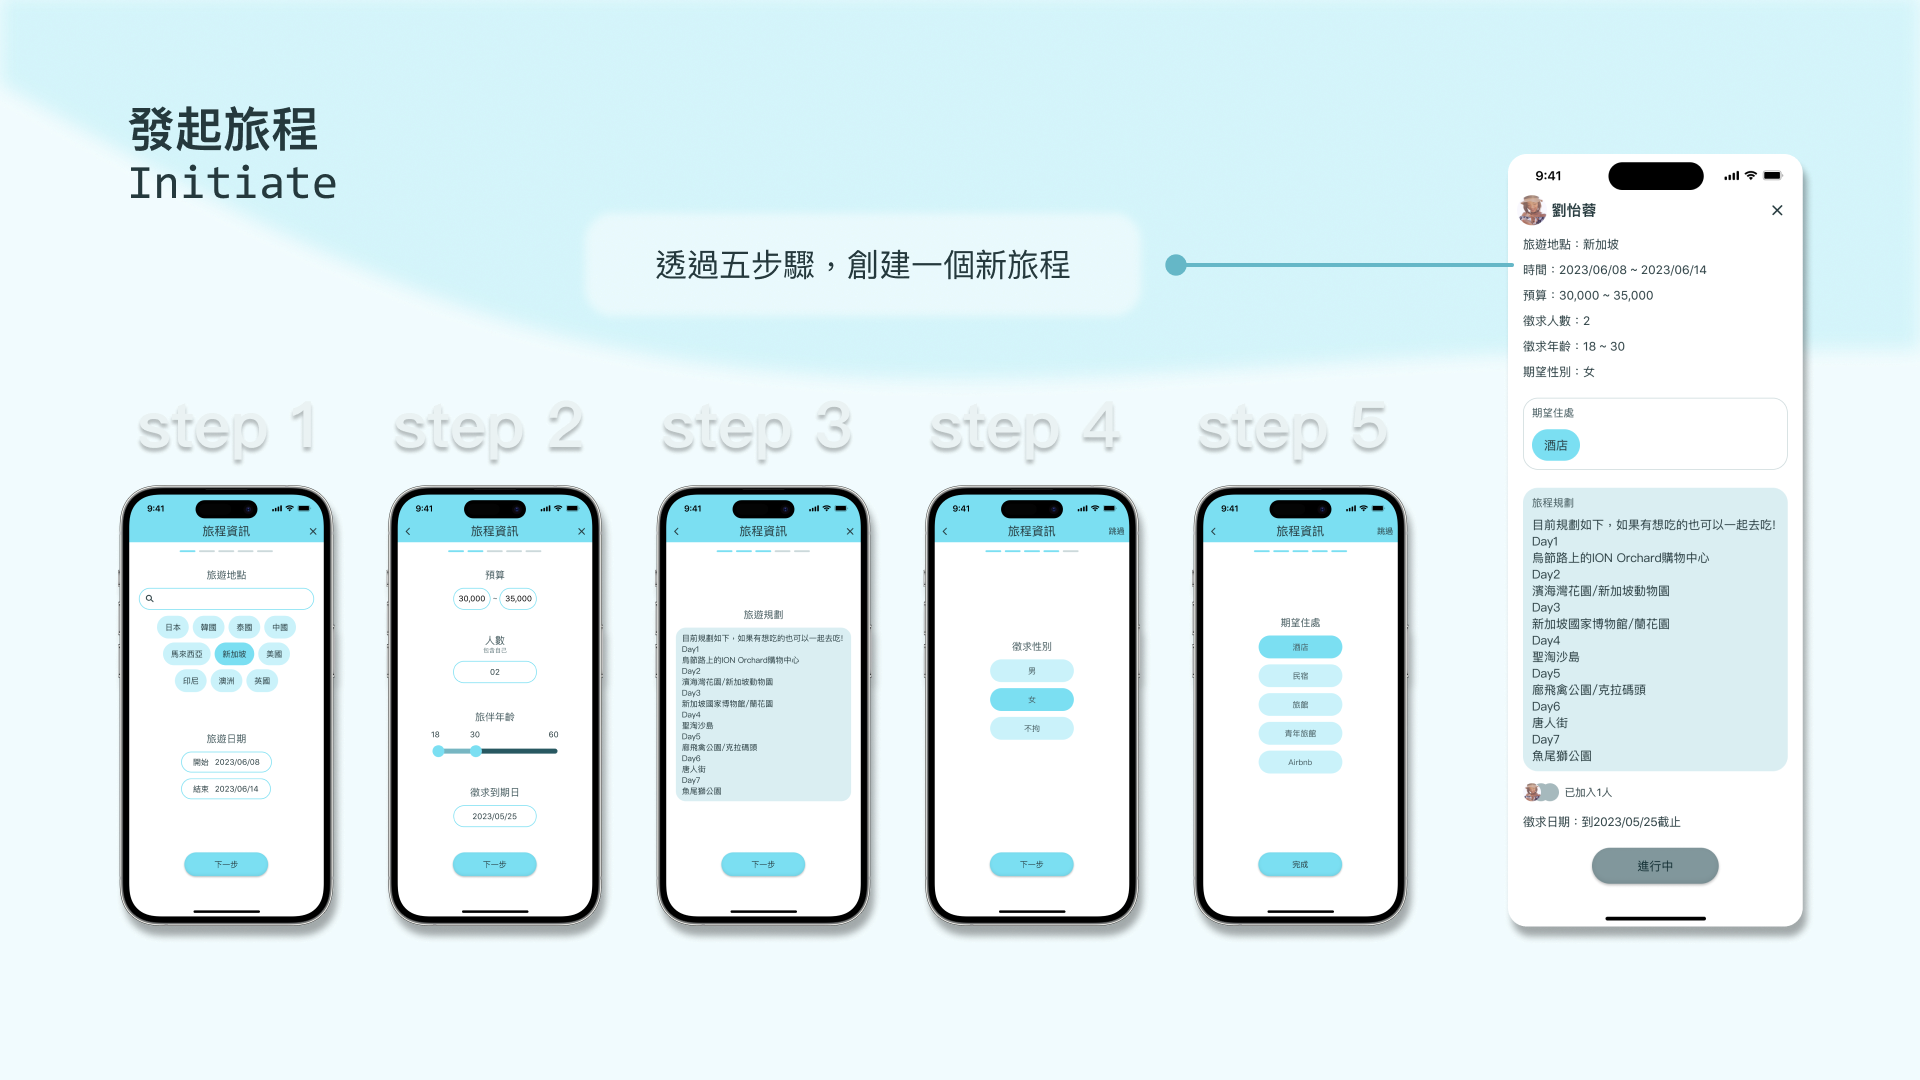 發起旅程
Initiate
透過五步驟，創建一個新旅程
step 1
9:41
旅程資訊
旅遊地點
日本 韓國 泰國 中國
馬來西亞 新加坡 美國
印尼 澳洲 英國
旅遊日期
開始 2023/06/08
結束 2023/06/14
下一步
step 2
9:41
旅程資訊
預算
30,000 ~ 35,000
人數
包含自己
02
旅伴年齡
18 30 60
徵求到期日
2023/05/25
下一步
step 3
9:41
旅程資訊
旅遊規劃
目前規劃如下，如果有想吃的也可以一起去吃!
Day1
烏節路上的ION Orchard購物中心
Day2
濱海灣花園/新加坡動物園
Day3
新加坡國家博物館/蘭花園
Day4
聖淘沙島
Day5
廊飛禽公園/克拉碼頭
Day6
唐人街
Day7
魚尾獅公園
下一步
step 4
9:41
旅程資訊
跳過
徵求性別
男
女
不拘
下一步
step 5
9:41
旅程資訊
跳過
期望住處
酒店
民宿
旅館
青年旅館
Airbnb
完成
9:41
劉怡蓉
旅遊地點：新加坡
時間：2023/06/08 ~ 2023/06/14
預算：30,000 ~ 35,000
徵求人數：2
徵求年齡：18 ~ 30
期望性別：女
期望住處
酒店
旅程規劃
目前規劃如下，如果有想吃的也可以一起去吃!
Day1
烏節路上的ION Orchard購物中心
Day2
濱海灣花園/新加坡動物園
Day3
新加坡國家博物館/蘭花園
Day4
聖淘沙島
Day5
廊飛禽公園/克拉碼頭
Day6
唐人街
Day7
魚尾獅公園
已加入1人
徵求日期：到2023/05/25截止
進行中